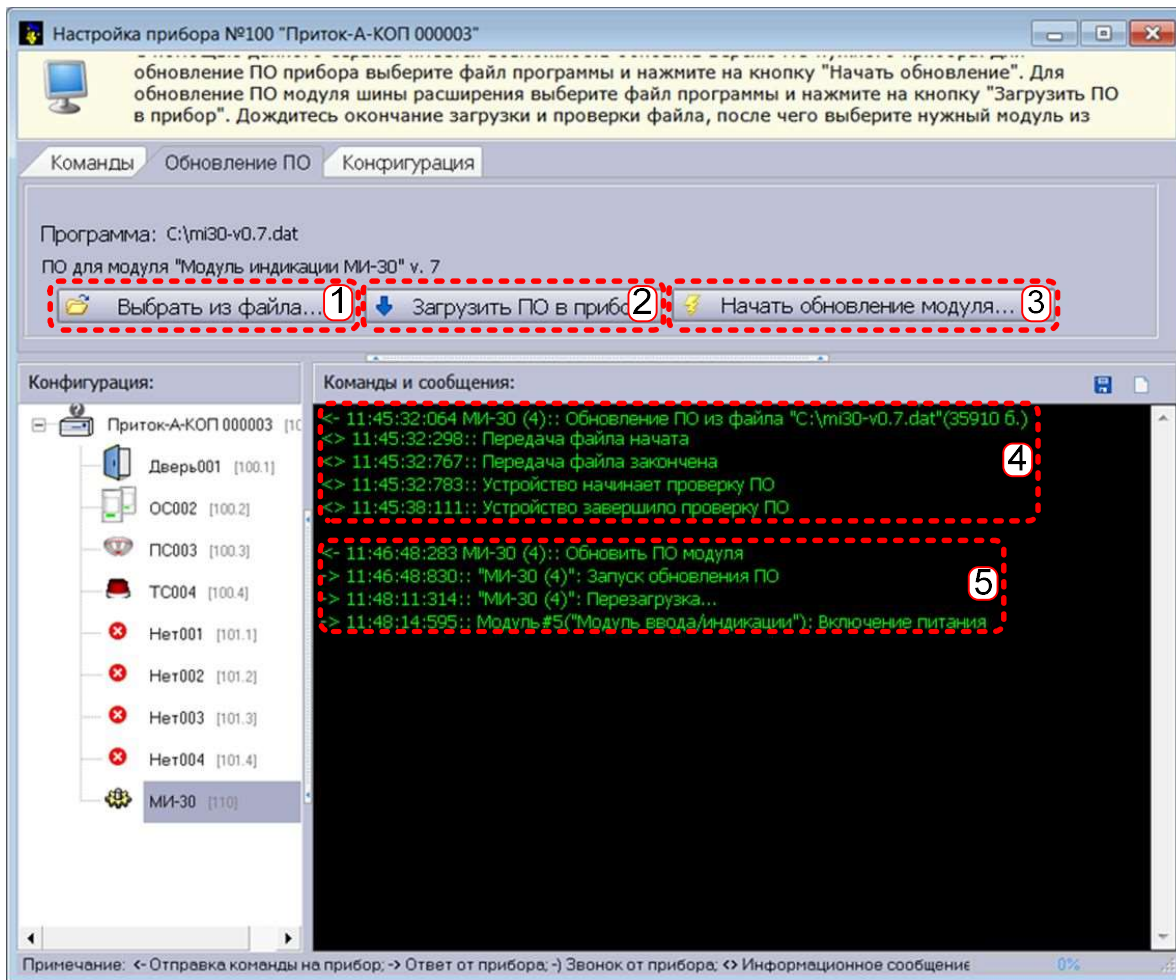 Настройка прибора №100 "Приток-А-КОП 000003"
обновление ПО прибора выберите файл программы и нажмите на кнопку "Начать обновление". Для
обновление ПО модуля шины расширения выберите файл программы и нажмите на кнопку "Загрузить ПО
в прибор". Дождитесь окончание загрузки и проверки файла, после чего выберите нужный модуль из
Команды Обновление ПО Конфигурация
Программа: C:\mi30-v0.7.dat
ПО для модуля "Модуль индикации МИ-30" v. 7
Выбрать из файла... 1 Загрузить ПО в прибо 2 Начать обновление модуля... 3
Конфигурация:
Приток-А-КОП 000003 [10
Дверь001 [100.1]
ОС002 [100.2]
ПС003 [100.3]
ТС004 [100.4]
Нет001 [101.1]
Нет002 [101.2]
Нет003 [101.3]
Нет004 [101.4]
МИ-30 [110]
Команды и сообщения:
<- 11:45:32:064 МИ-30 (4):: Обновление ПО из файла "C:\mi30-v0.7.dat"(35910 б.)
<> 11:45:32:298:: Передача файла начата
<> 11:45:32:767:: Передача файла закончена
<> 11:45:32:783:: Устройство начинает проверку ПО
<> 11:45:38:111:: Устройство завершило проверку ПО
4
<- 11:46:48:283 МИ-30 (4):: Обновить ПО модуля
-> 11:46:48:830:: "МИ-30 (4)": Запуск обновления ПО
-> 11:48:11:314:: "МИ-30 (4)": Перезагрузка...
-> 11:48:14:595:: Модуль#5("Модуль ввода/индикации"): Включение питания
5
Примечание: <- Отправка команды на прибор; -> Ответ от прибора; -) Звонок от прибора; <> Информационное сообщение 0%